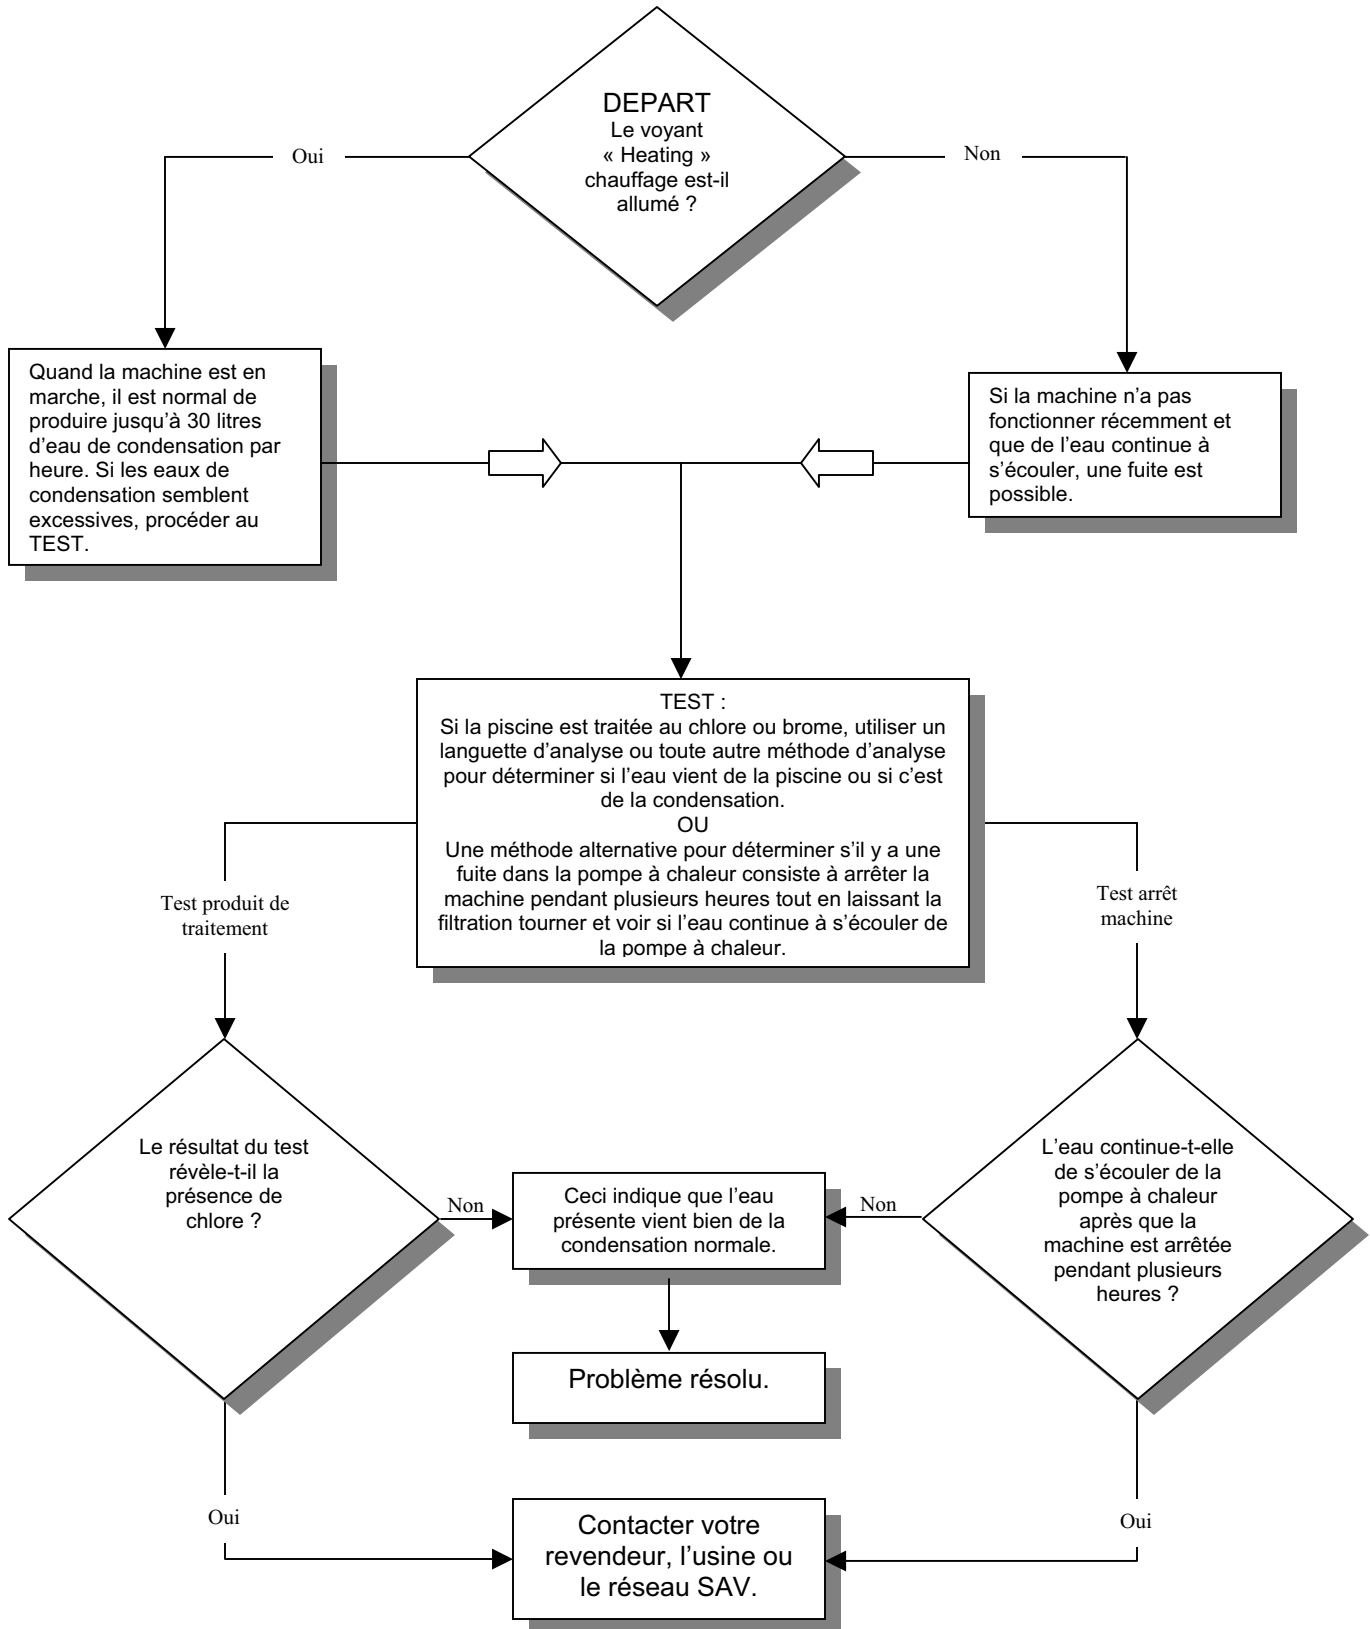 DEPART
Le voyant
« Heating »
chauffage est-il
allumé ?
Oui
Non
Quand la machine est en
marche, il est normal de
produire jusqu'à 30 litres
d'eau de condensation par
heure. Si les eaux de
condensation semblent
excessives, procéder au
TEST.
Si la machine n'a pas
fonctionner récemment et
que de l'eau continue à
s'écouler, une fuite est
possible.
TEST :
Si la piscine est traitée au chlore ou brome, utiliser un
languette d'analyse ou toute autre méthode d'analyse
pour déterminer si l'eau vient de la piscine ou si c'est
de la condensation.
OU
Une méthode alternative pour déterminer s'il y a une
fuite dans la pompe à chaleur consiste à arrêter la
machine pendant plusieurs heures tout en laissant la
filtration tourner et voir si l'eau continue à s'écouler de
la pompe à chaleur.
Test produit de
traitement
Test arrêt
machine
Le résultat du test
révèle-t-il la
présence de
chlore ?
Non
Ceci indique que l'eau
présente vient bien de la
condensation normale.
Non
L'eau continue-t-elle
de s'écouler de la
pompe à chaleur
après que la
machine est arrêtée
pendant plusieurs
heures ?
Problème résolu.
Oui
Contacter votre
revendeur, l'usine ou
le réseau SAV.
Oui